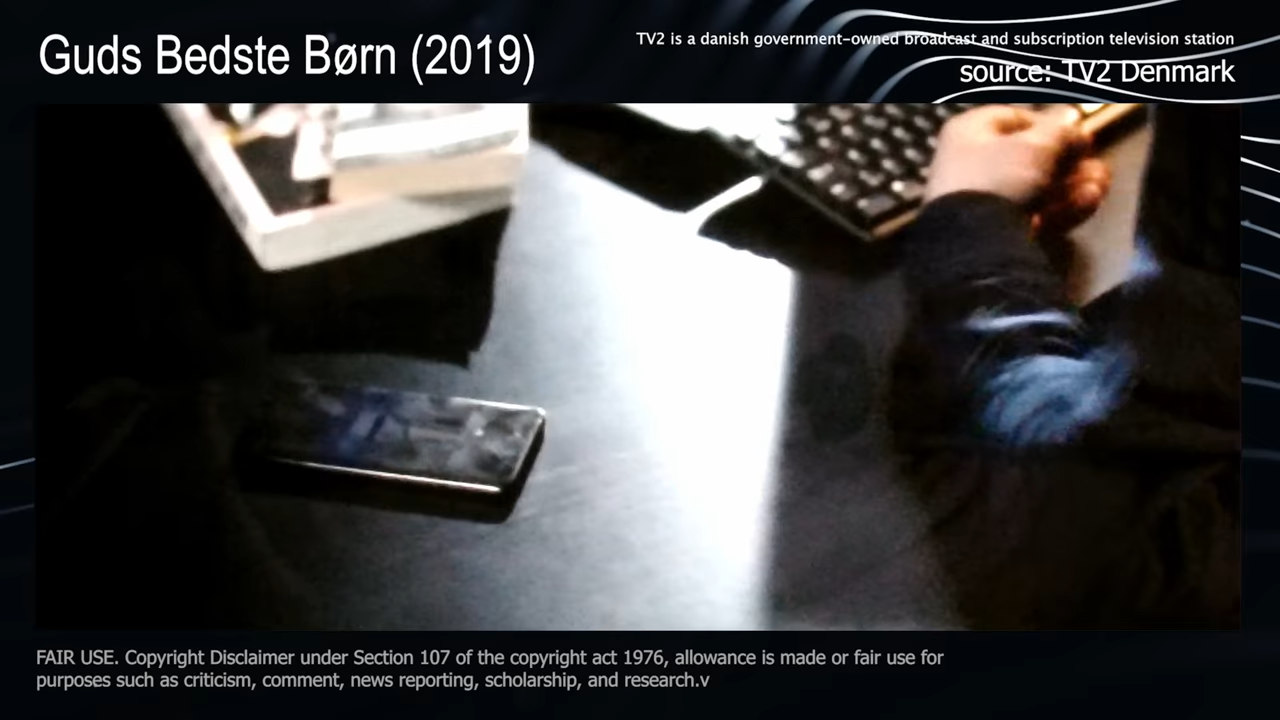 Guds Bedste Børn (2019)
TV2 is a danish government-owned broadcast and subscription television station
source: TV2 Denmark
FAIR USE. Copyright Disclaimer under Section 107 of the copyright act 1976, allowance is made or fair use for
purposes such as criticism, comment, news reporting, scholarship, and research.v